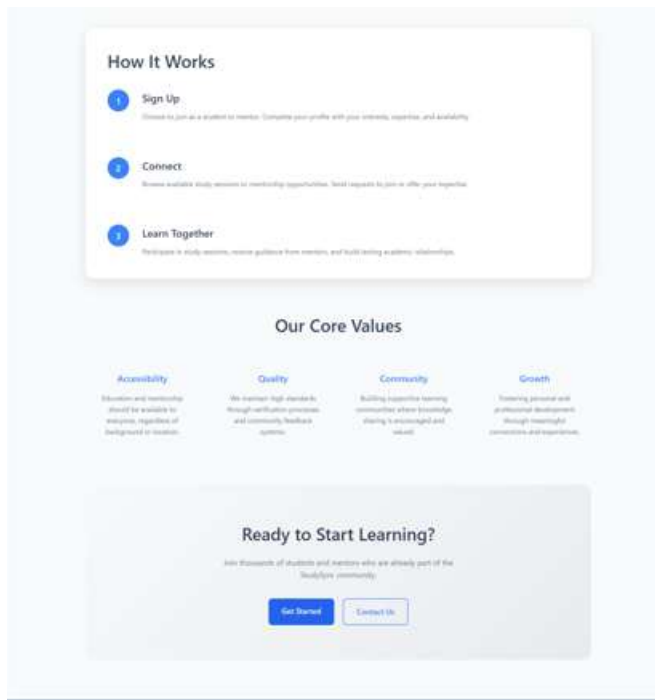 How It Works
1
Sign Up
Choose to join as a student or mentor. Complete your profile with your interests, expertise, and availability.
2
Connect
Browse available study sessions or mentorship opportunities. Send requests to join or offer your expertise.
3
Learn Together
Participate in study sessions, receive guidance from mentors, and build lasting academic relationships.
Our Core Values
Accessibility
Education and mentorship
should be available to
everyone, regardless of
background or location.
Quality
We maintain high standards
through verification processes
and community feedback
systems.
Community
Building supportive learning
communities where knowledge
sharing is encouraged and
valued.
Growth
Fostering personal and
professional development
through meaningful
connections and experiences.
Ready to Start Learning?
Join thousands of students and mentors who are already part of the
StudySync community.
Get Started
Contact Us